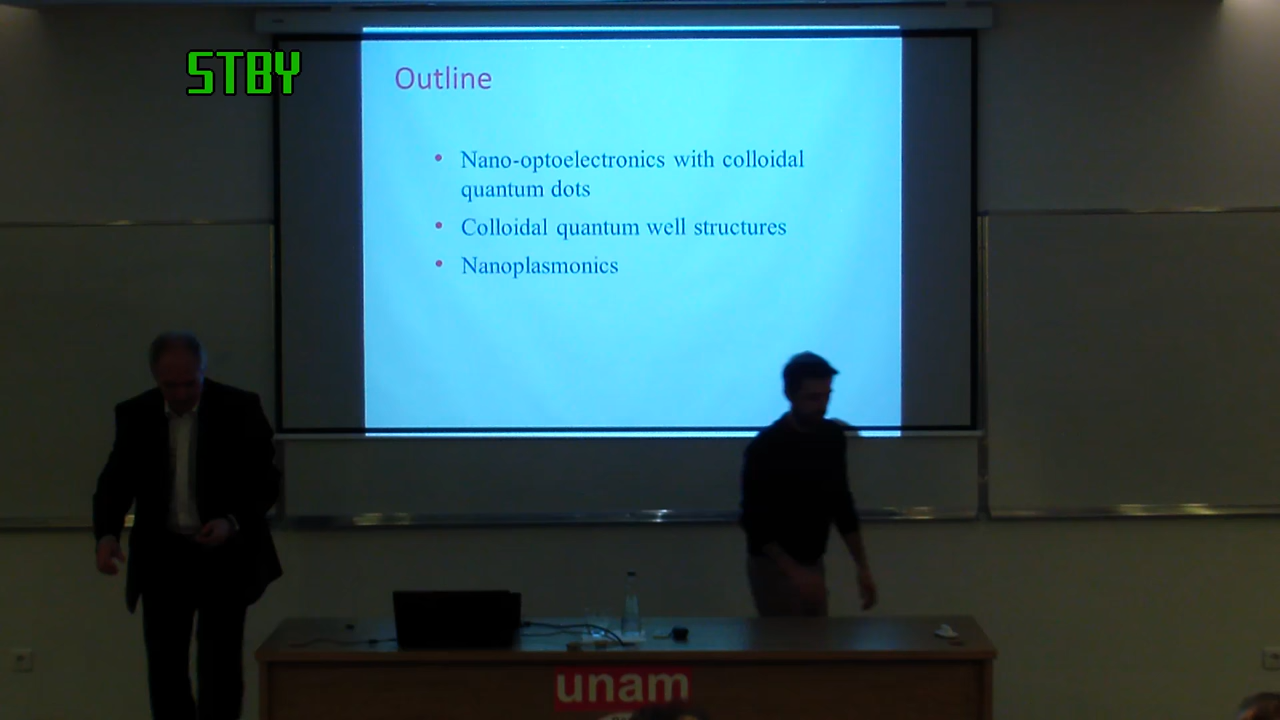 STBY
Outline
• Nano-optoelectronics with colloidal
quantum dots
• Colloidal quantum well structures
• Nanoplasmonics
unam